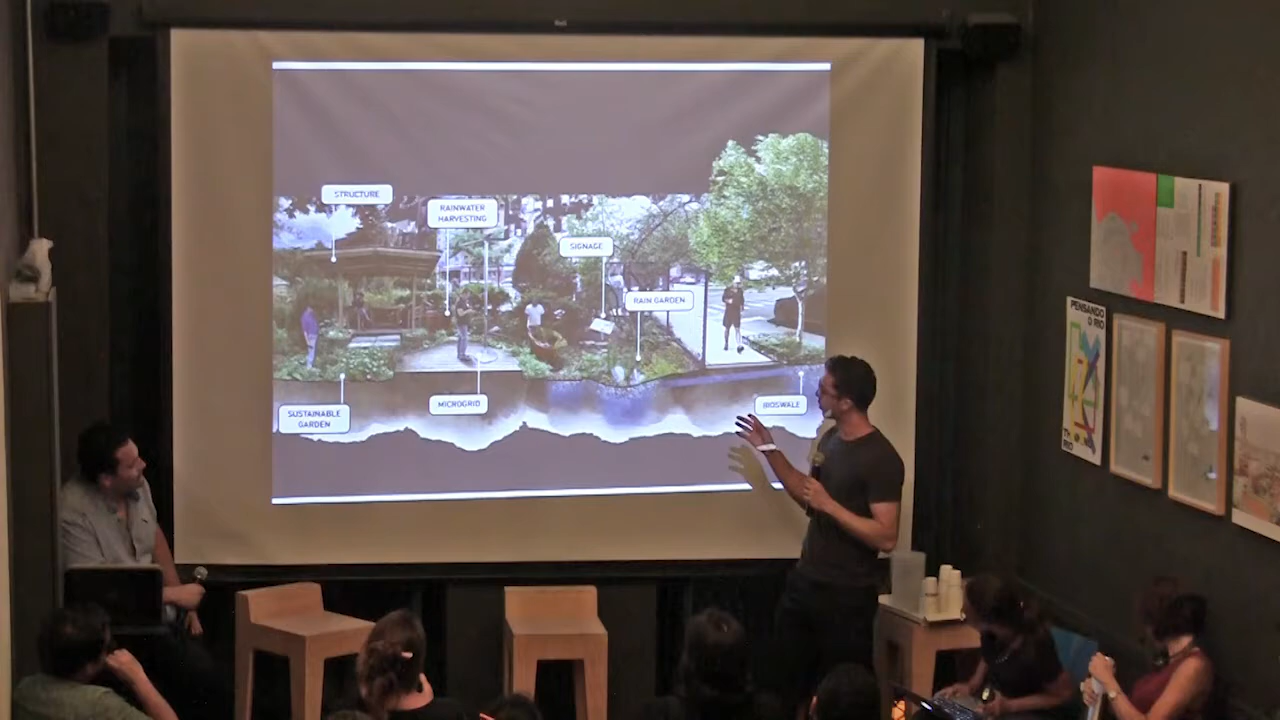 STRUCTURE
RAINWATER
HARVESTING
SIGNAGE
RAIN GARDEN
SUSTAINABLE
GARDEN
MICROGRID
BIOSWALE
PENSANDO
O RIO